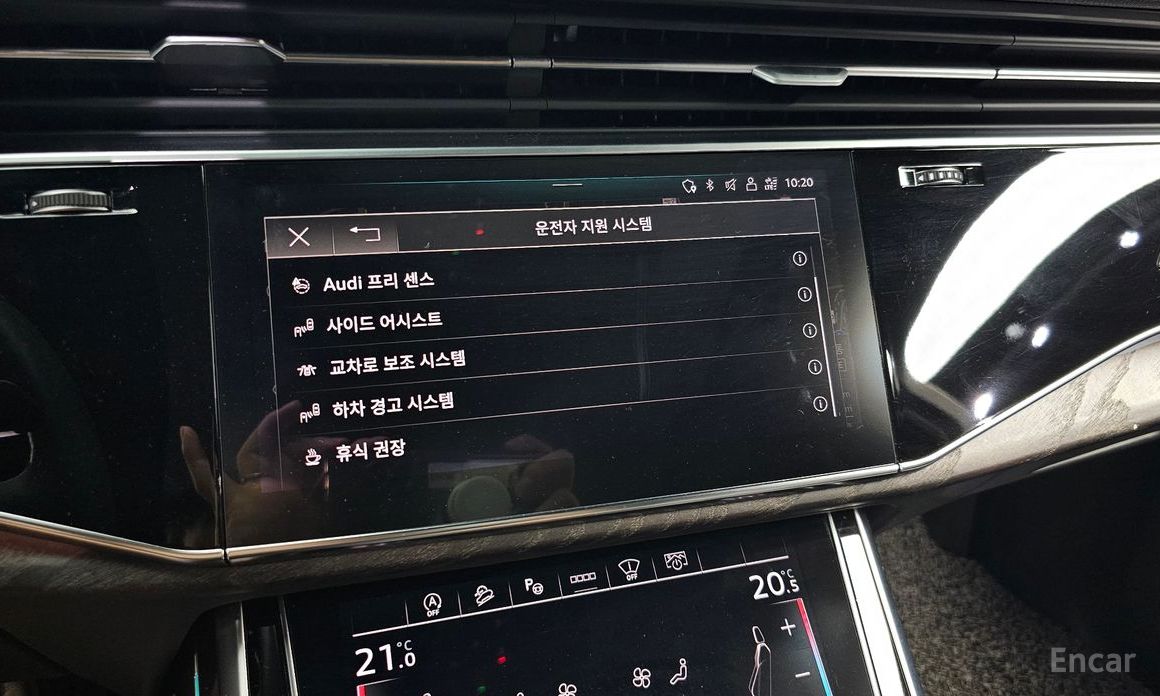 10:20
운전자 지원 시스템
Audi 프리 센스
사이드 어시스트
교차로 보조 시스템
하차 경고 시스템
휴식 권장
A OFF
P
OFF
21.0 °C
20.5 °C
Encar